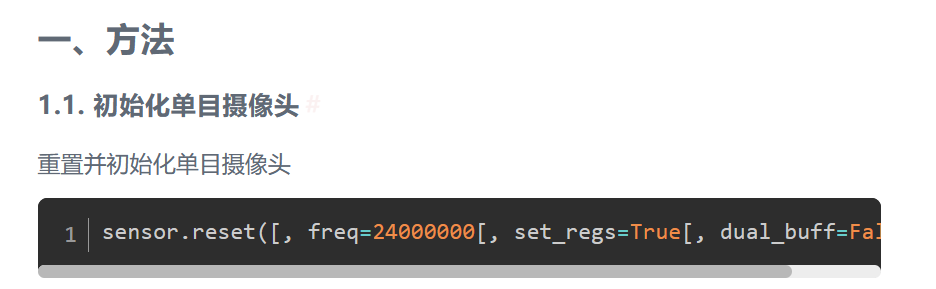 一、方法
1.1. 初始化单目摄像头 #
重置并初始化单目摄像头
1 sensor.reset([, freq=24000000[, set_regs=True[, dual_buff=Fal